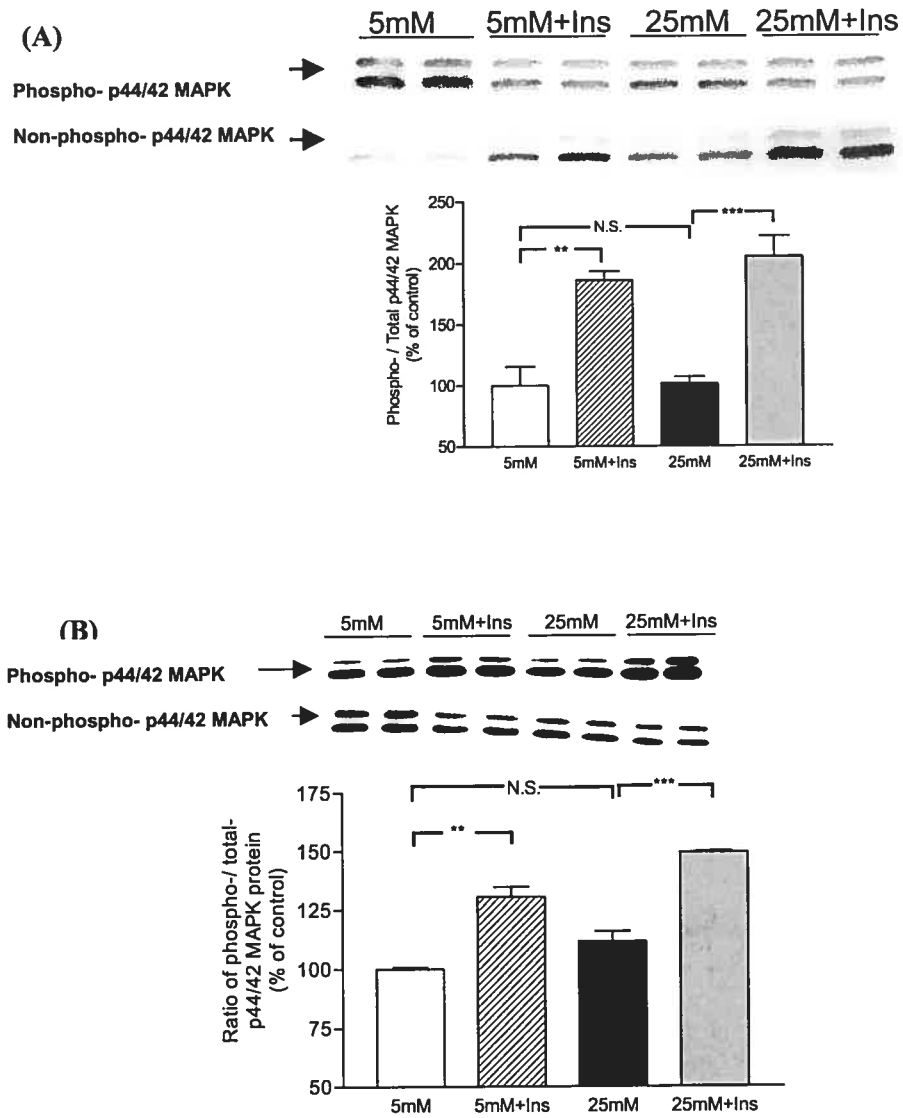 (A)
5mM 5mM+Ins 25mM 25mM+Ins
Phospho- p44/42 MAPK
Non-phospho- p44/42 MAPK
Phospho- / Total p44/42 MAPK
(% of control)
250
200
150
100
50
N.S.
**
***
5mM 5mM+Ins 25mM 25mM+Ins
(B)
5mM 5mM+Ins 25mM 25mM+Ins
Phospho- p44/42 MAPK
Non-phospho- p44/42 MAPK
Ratio of phospho-/ total-
p44/42 MAPK protein
(% of control)
175
150
125
100
75
50
N.S.
**
***
5mM 5mM+Ins 25mM 25mM+Ins